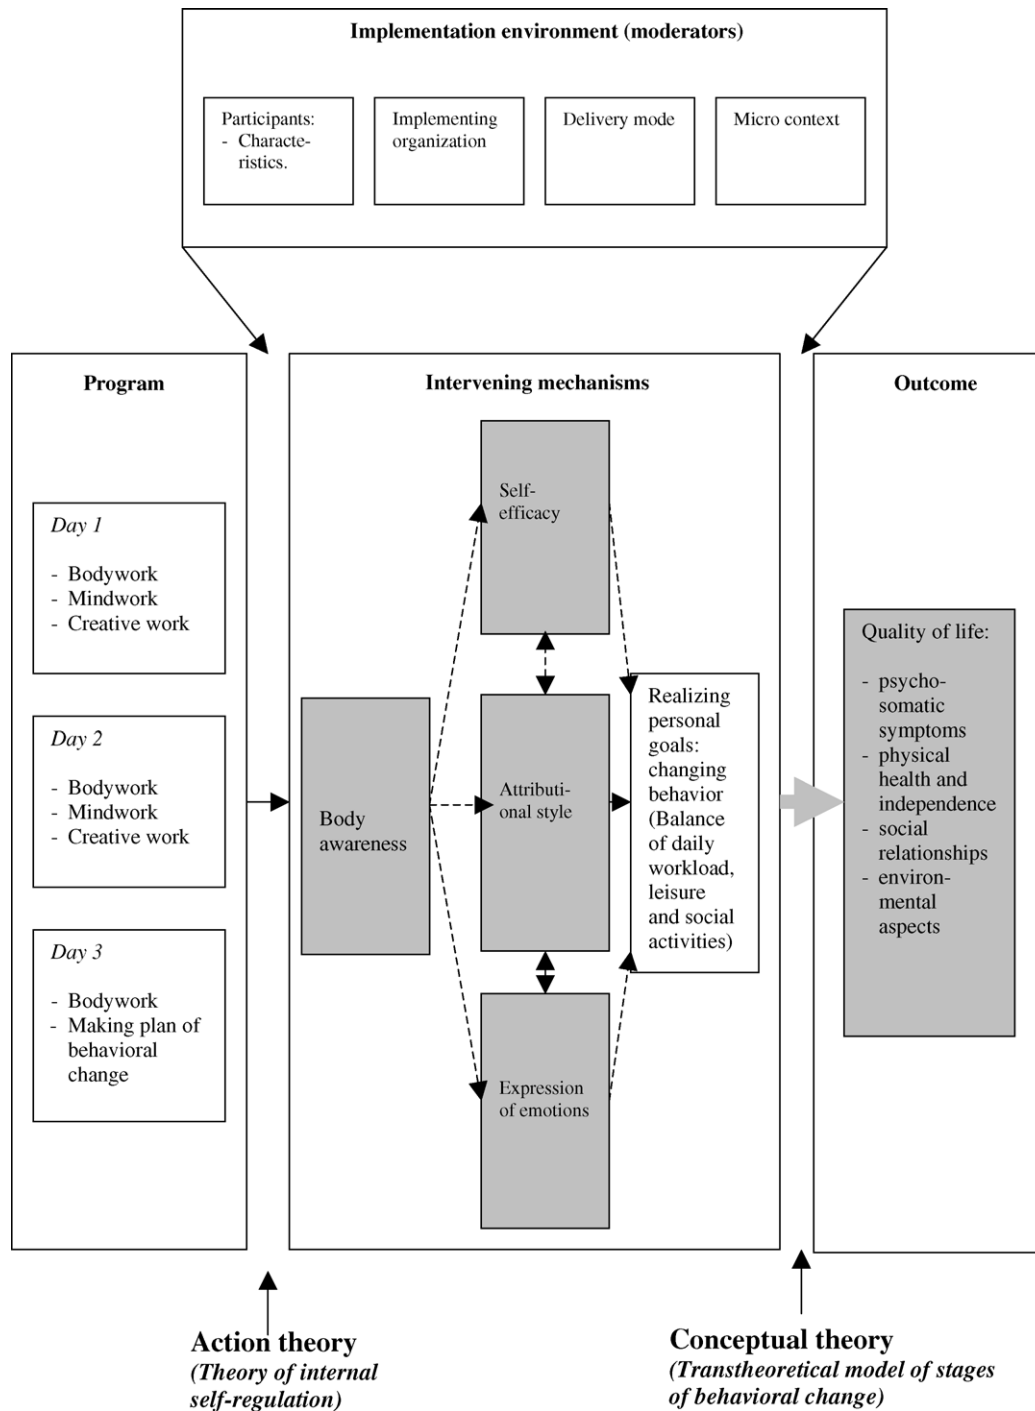 Implementation environment (moderators)
Participants:
- Characte-
ristics.
Implementing
organization
Delivery mode
Micro context
Program
Day 1
- Bodywork
- Mindwork
- Creative work
Day 2
- Bodywork
- Mindwork
- Creative work
Day 3
- Bodywork
- Making plan of
behavioral
change
Intervening mechanisms
Body
awareness
Self-
efficacy
Attributi-
onal style
Expression
of emotions
Realizing
personal
goals:
changing
behavior
(Balance
of daily
workload,
leisure
and social
activities)
Outcome
Quality of life:
- psycho-
somatic
symptoms
- physical
health and
independence
- social
relationships
- environ-
mental
aspects
Action theory
(Theory of internal
self-regulation)
Conceptual theory
(Transtheoretical model of stages
of behavioral change)